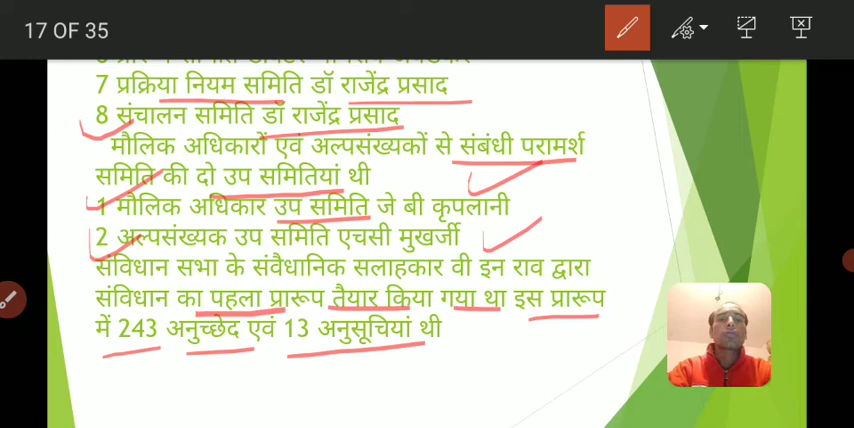 17 OF 35
7 प्रक्रिया नियम समिति डॉ राजेंद्र प्रसाद
8 संचालन समिति डॉ राजेंद्र प्रसाद
मौलिक अधिकारों एवं अल्पसंख्यकों से संबंधी परामर्श
समिति की दो उप समितियां थी
1 मौलिक अधिकार उप समिति जे बी कृपलानी
2 अल्पसंख्यक उप समिति एचसी मुखर्जी
संविधान सभा के संवैधानिक सलाहकार वी इन राव द्वारा
संविधान का पहला प्रारूप तैयार किया गया था इस प्रारूप
में 243 अनुच्छेद एवं 13 अनुसूचियां थी